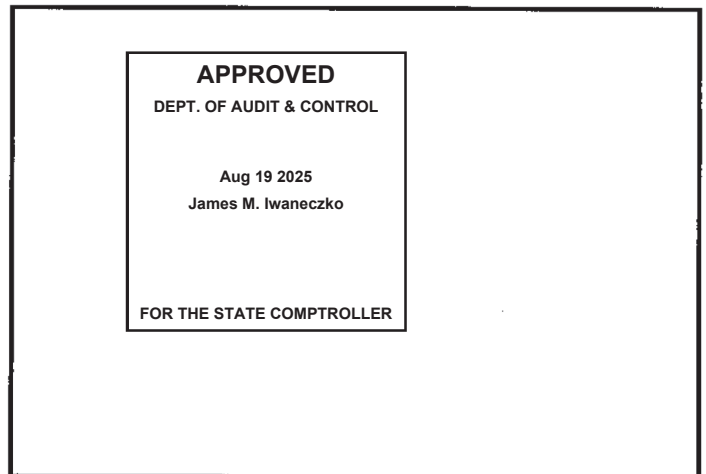 APPROVED
DEPT. OF AUDIT & CONTROL
Aug 19 2025
James M. Iwaneczko
FOR THE STATE COMPTROLLER